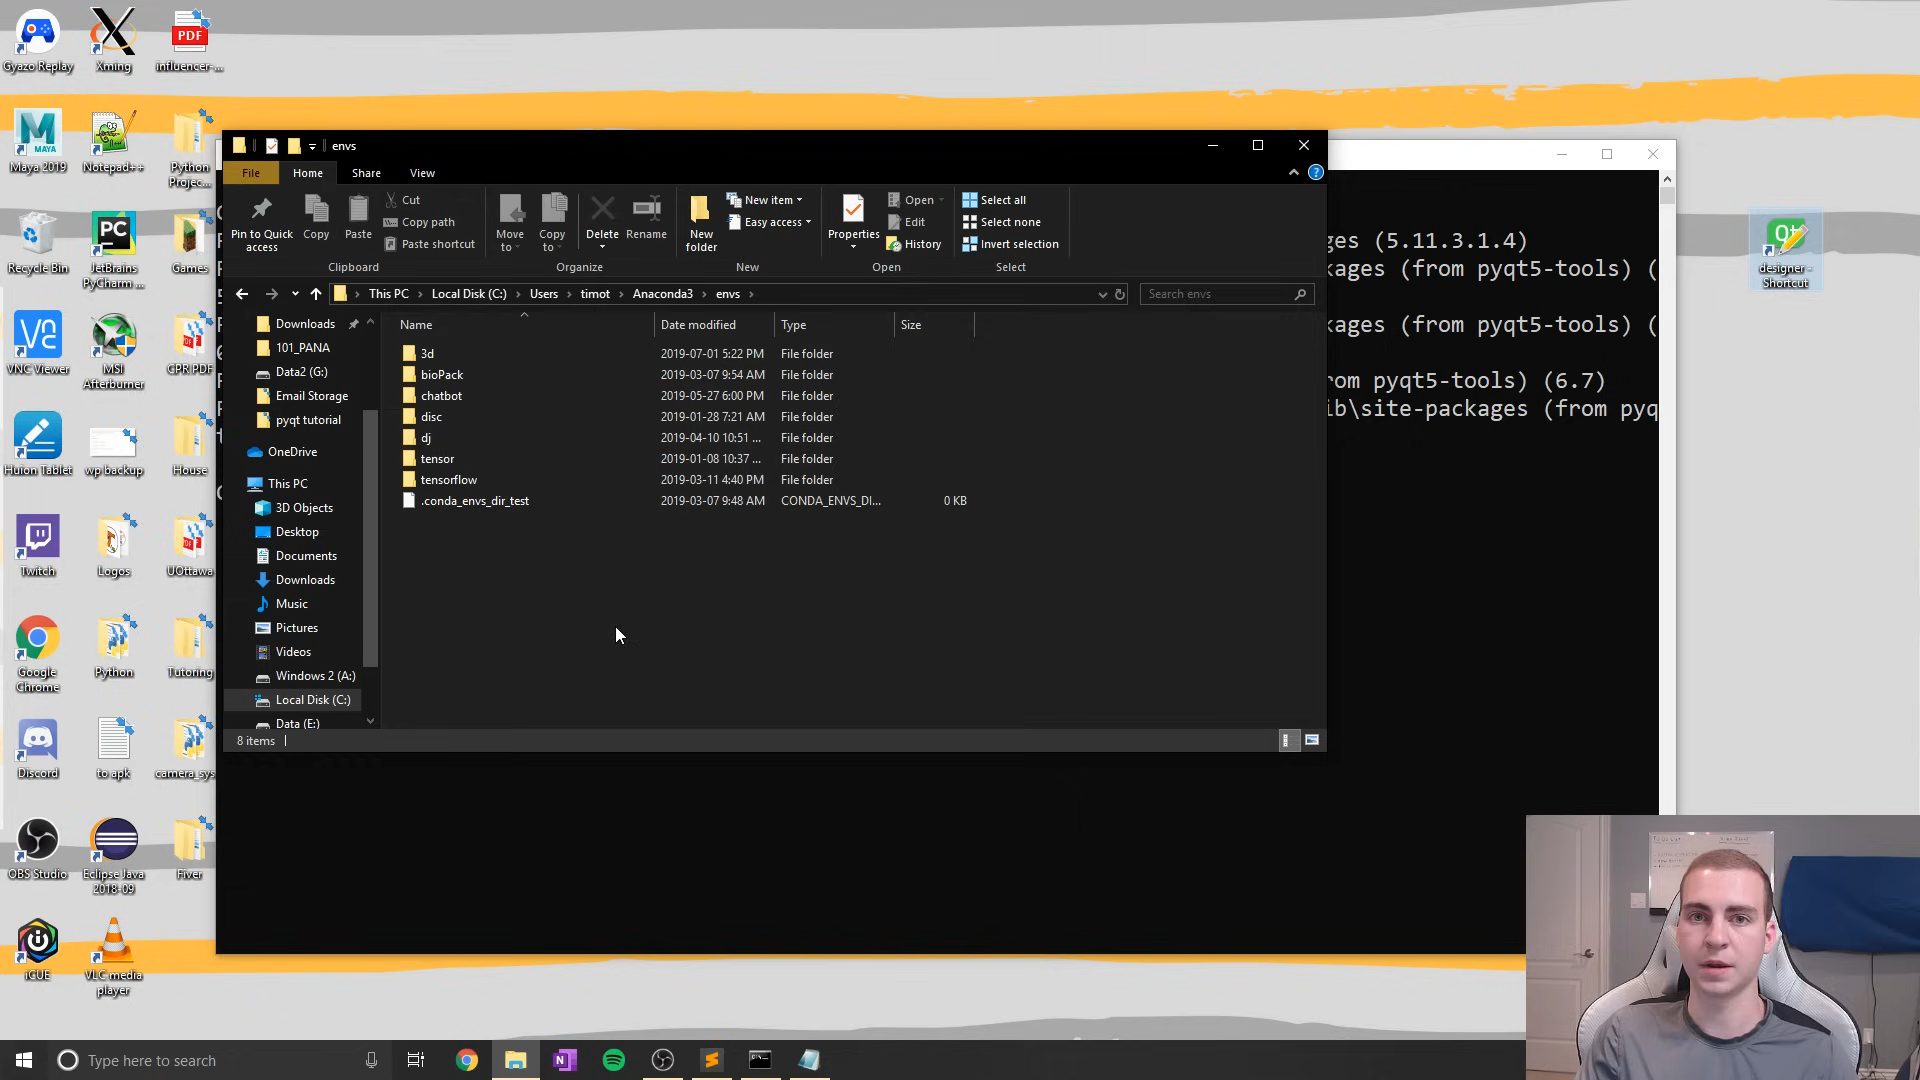 Gyazo Replay
Xming
PDF
influencer-...
MAYA
Maya 2019
Notepad++
Python
Projec...
Recycle Bin
PC
JetBrains
PyCharm ...
Games
VNC Viewer
MSI
Afterburner
CPR PDF
Huion Tablet
wp backup
House
Twitch
Logos
UOttawa
Google
Chrome
Python
Tutoring
Discord
to apk
camera_sys
OBS Studio
Eclipse Java
2018-09
Fiver
iCUE
VLC media
player
envs
File
Home
Share
View
Pin to Quick
access
Copy
Paste
Cut
Copy path
Paste shortcut
Clipboard
Move
to
Copy
to
Delete
Rename
Organize
New
folder
New item
Easy access
New
Properties
Open
Edit
History
Open
Select all
Select none
Invert selection
Select
This PC > Local Disk (C:) > Users > timot > Anaconda3 > envs >
Search envs
Downloads
101_PANA
Data2 (G:)
Email Storage
pyqt tutorial
OneDrive
This PC
3D Objects
Desktop
Documents
Downloads
Music
Pictures
Videos
Windows 2 (A:)
Local Disk (C:)
Data (E:)
Name Date modified Type Size
3d 2019-07-01 5:22 PM File folder
bioPack 2019-03-07 9:54 AM File folder
chatbot 2019-05-27 6:00 PM File folder
disc 2019-01-28 7:21 AM File folder
dj 2019-04-10 10:51 ... File folder
tensor 2019-01-08 10:37 ... File folder
tensorflow 2019-03-11 4:40 PM File folder
.conda_envs_dir_test 2019-03-07 9:48 AM CONDA_ENVS_DI... 0 KB
8 items
ges (5.11.3.1.4)
kages (from pyqt5-tools) (
kages (from pyqt5-tools) (
rom pyqt5-tools) (6.7)
ib\site-packages (from pyq
Qt
designer -
Shortcut
Type here to search